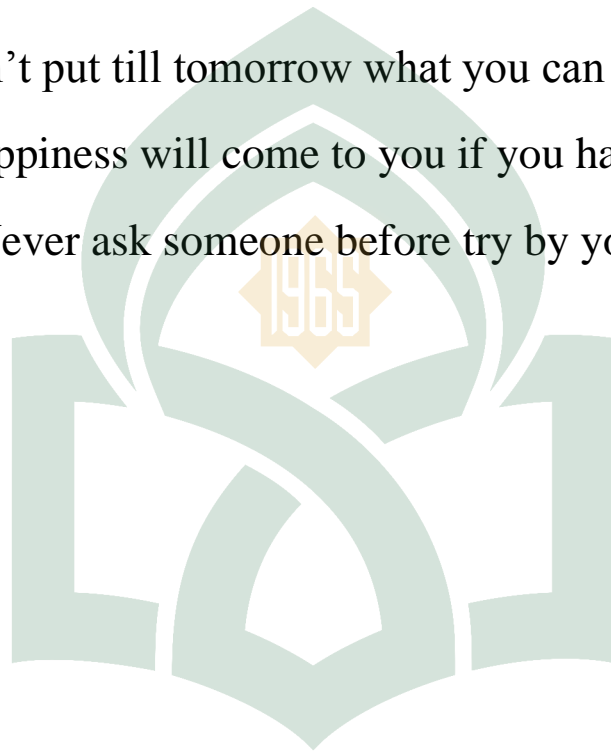 ’t put till tomorrow what you can
ppiness will come to you if you ha
ever ask someone before try by yo
1965